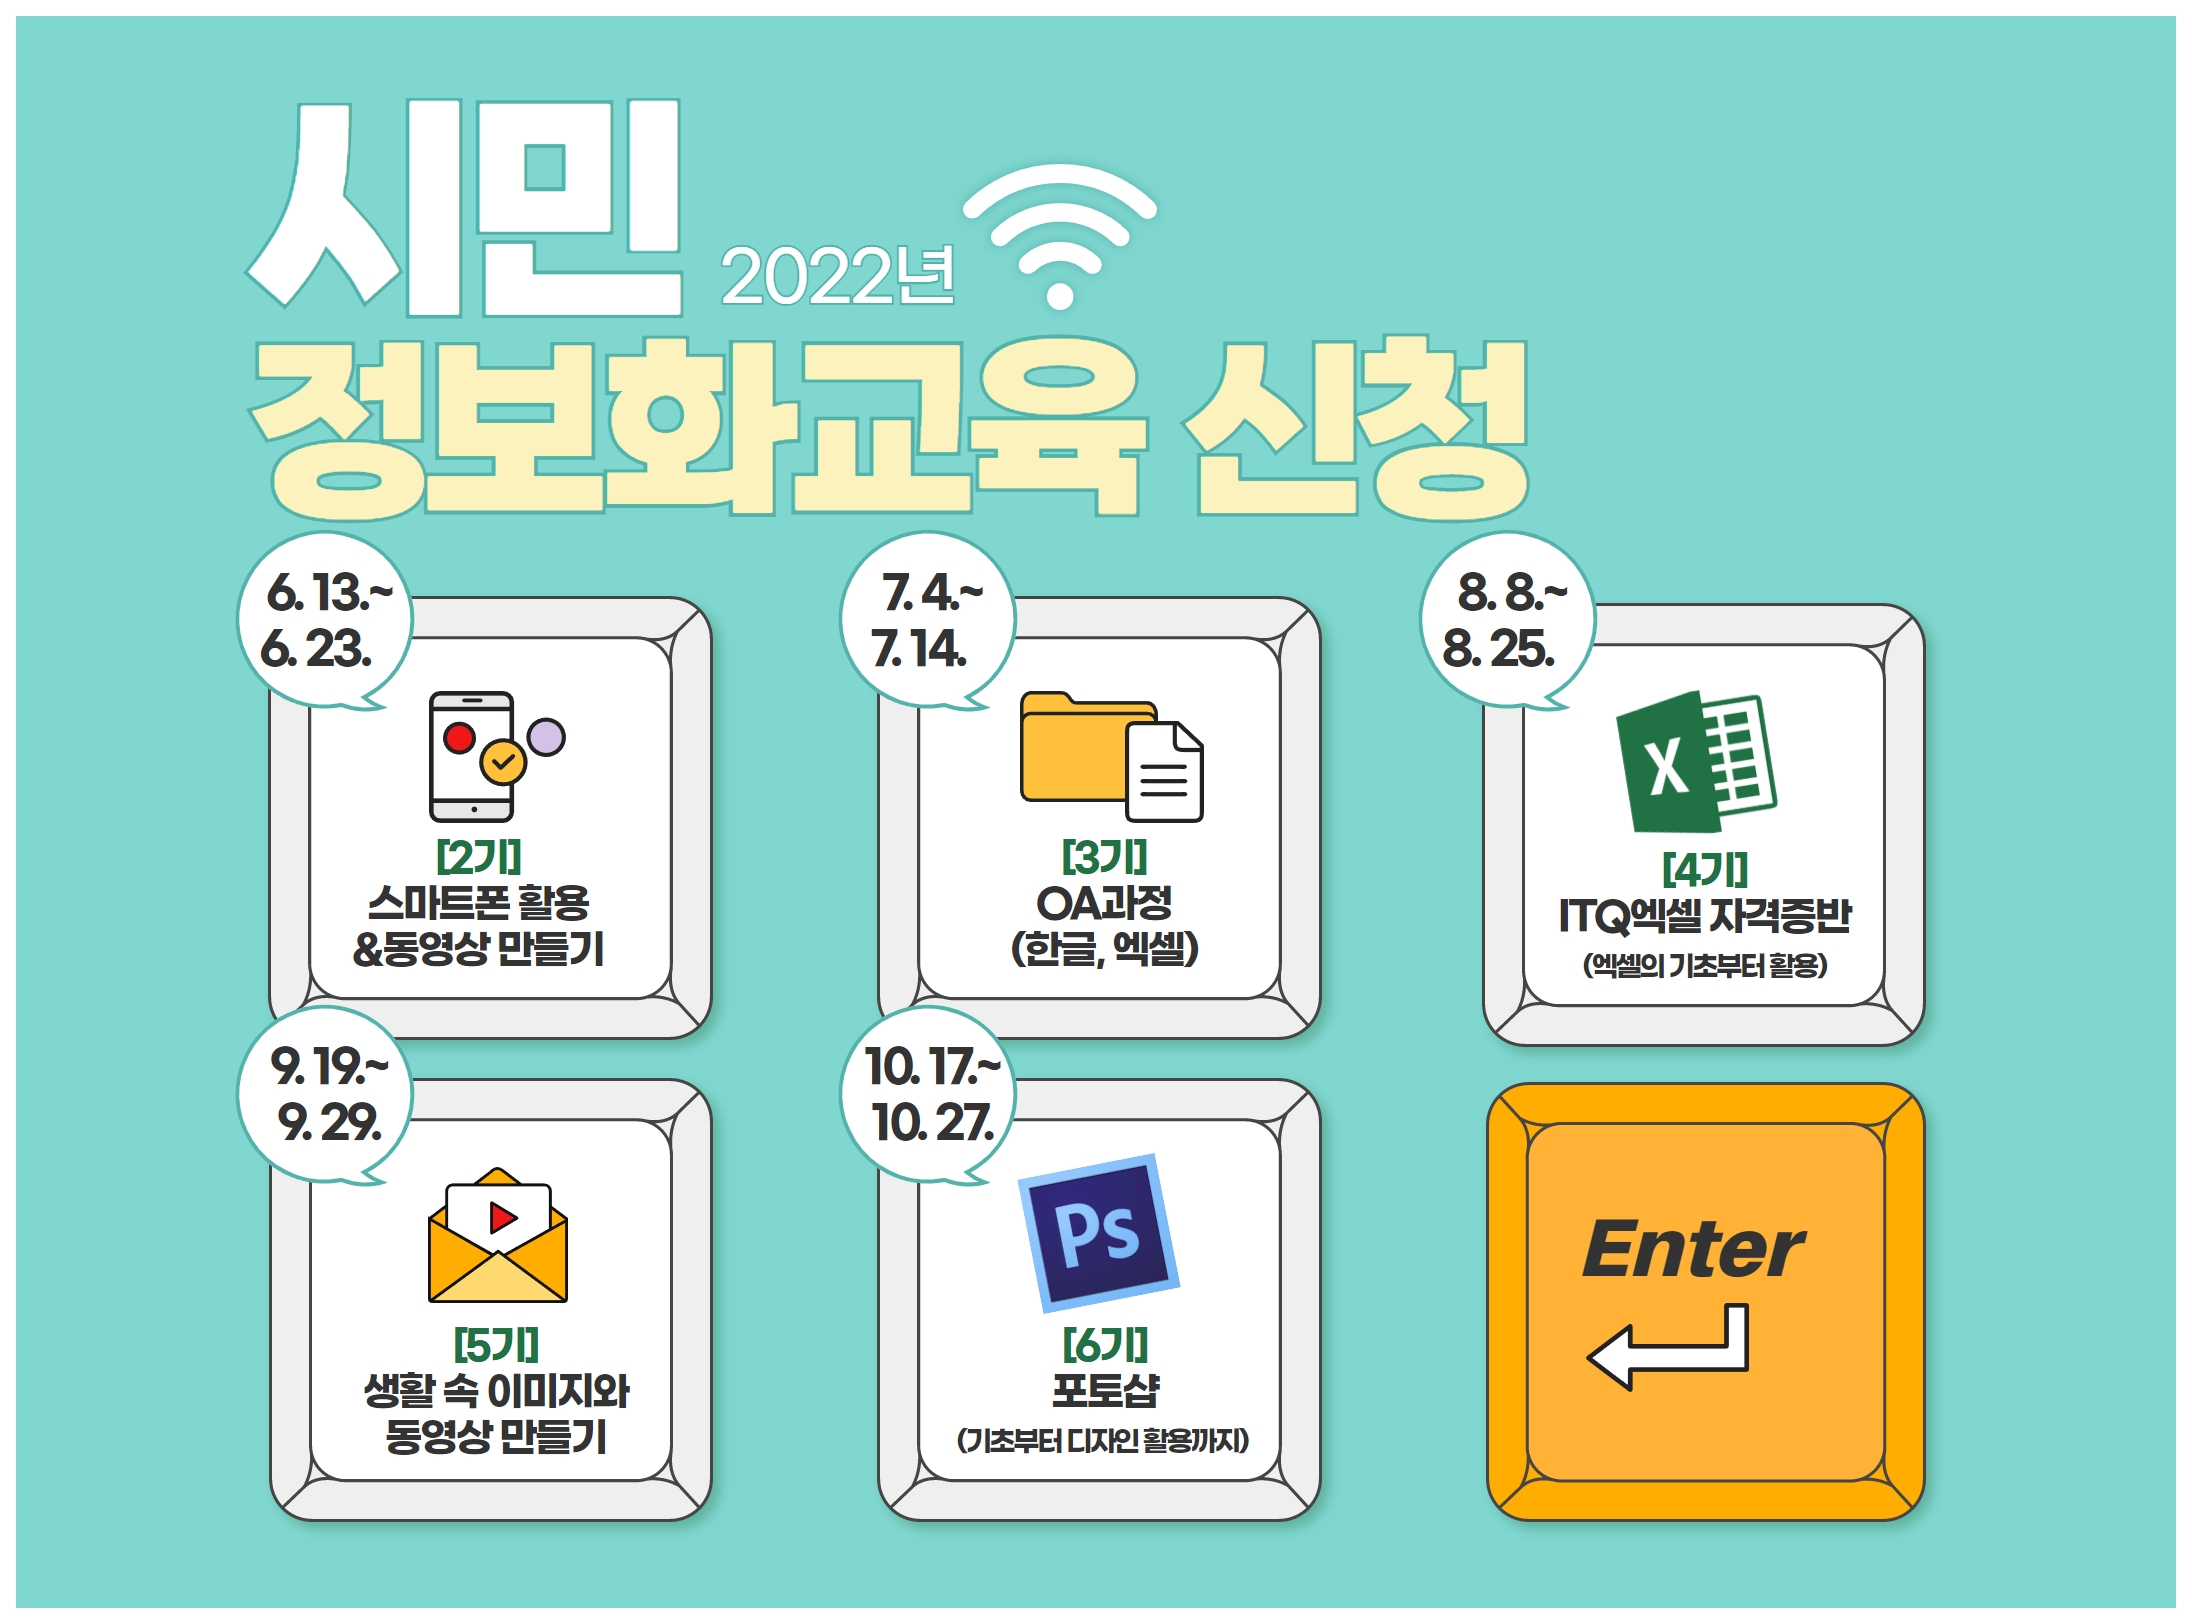 시민 2022년
정보화교육 신청
6. 13.~
6. 23.
[2기]
스마트폰 활용
&동영상 만들기
7. 4.~
7. 14.
[3기]
OA과정
(한글, 엑셀)
8. 8.~
8. 25.
X
[4기]
ITQ엑셀 자격증반
(엑셀의 기초부터 활용)
9. 19.~
9. 29.
[5기]
생활 속 이미지와
동영상 만들기
10. 17.~
10. 27.
Ps
[6기]
포토샵
(기초부터 디자인 활용까지)
Enter